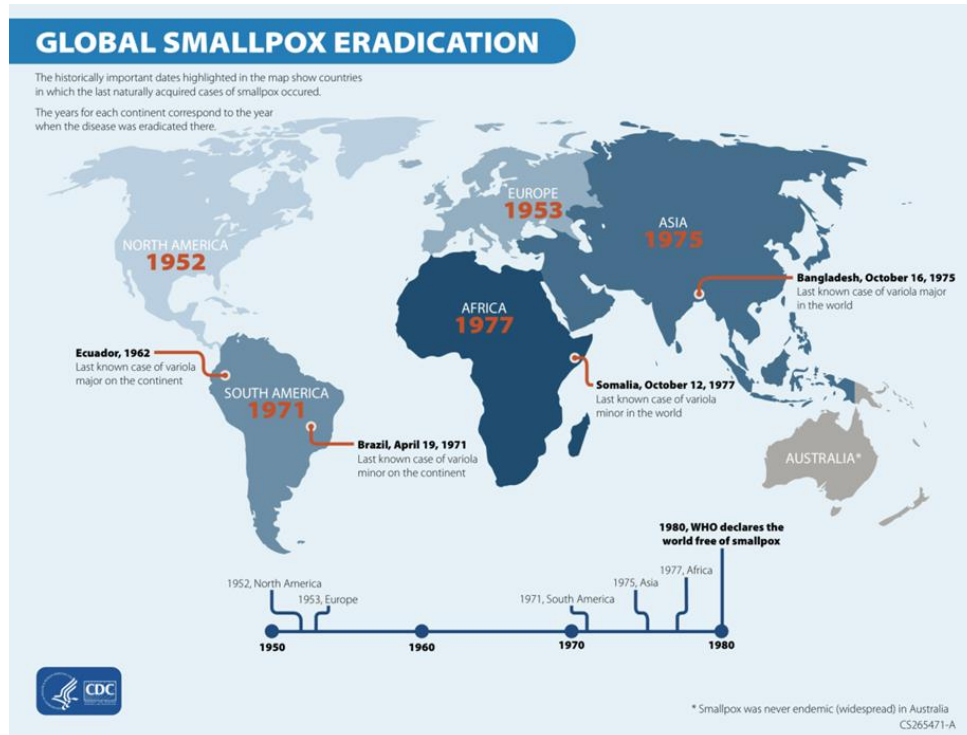 GLOBAL SMALLPOX ERADICATION
The historically important dates highlighted in the map show countries
in which the last naturally acquired cases of smallpox occured.
The years for each continent correspond to the year
when the disease was eradicated there.
NORTH AMERICA
1952
EUROPE
1953
ASIA
1975
Bangladesh, October 16, 1975
Last known case of variola major
in the world
AFRICA
1977
Ecuador, 1962
Last known case of variola
major on the continent
SOUTH AMERICA
1971
Somalia, October 12, 1977
Last known case of variola
minor in the world
Brazil, April 19, 1971
Last known case of variola
minor on the continent
AUSTRALIA*
1980, WHO declares the
world free of smallpox
1952, North America
1953, Europe
1971, South America
1975, Asia
1977, Africa
1950
1960
1970
1980
CDC
* Smallpox was never endemic (widespread) in Australia
CS265471-A